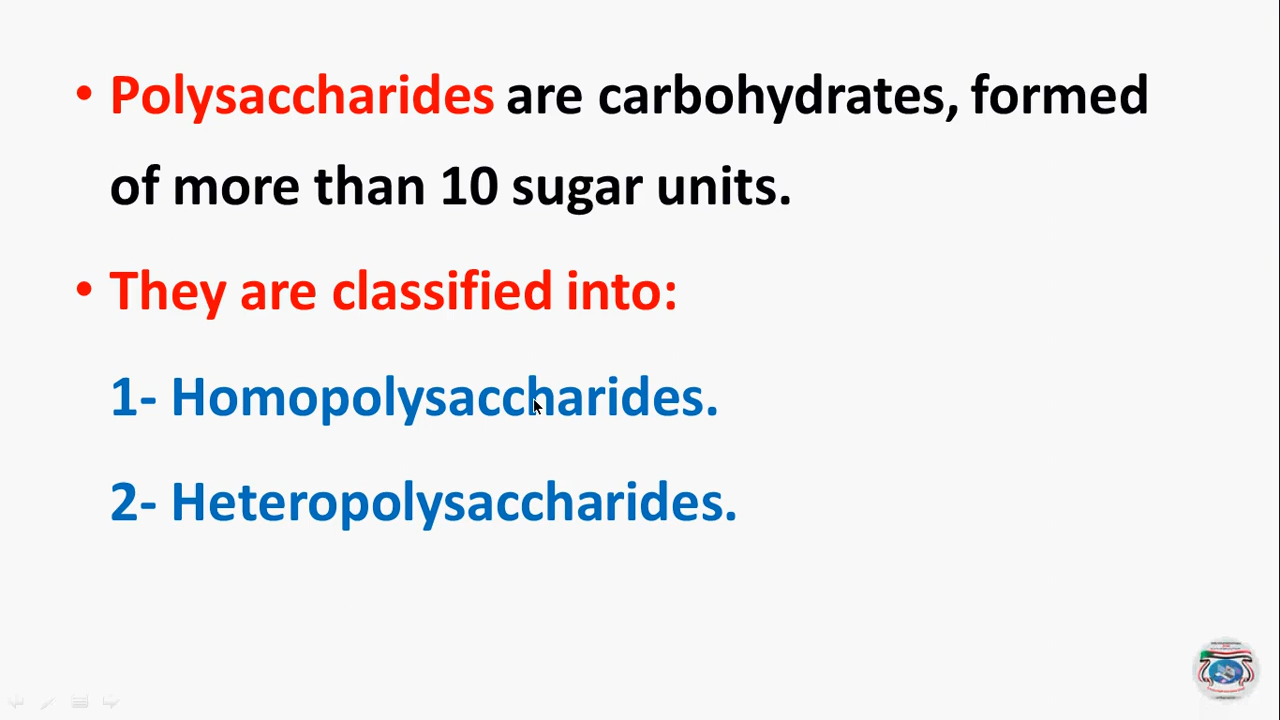 • Polysaccharides are carbohydrates, formed
of more than 10 sugar units.
• They are classified into:
1- Homopolysaccharides.
2- Heteropolysaccharides.